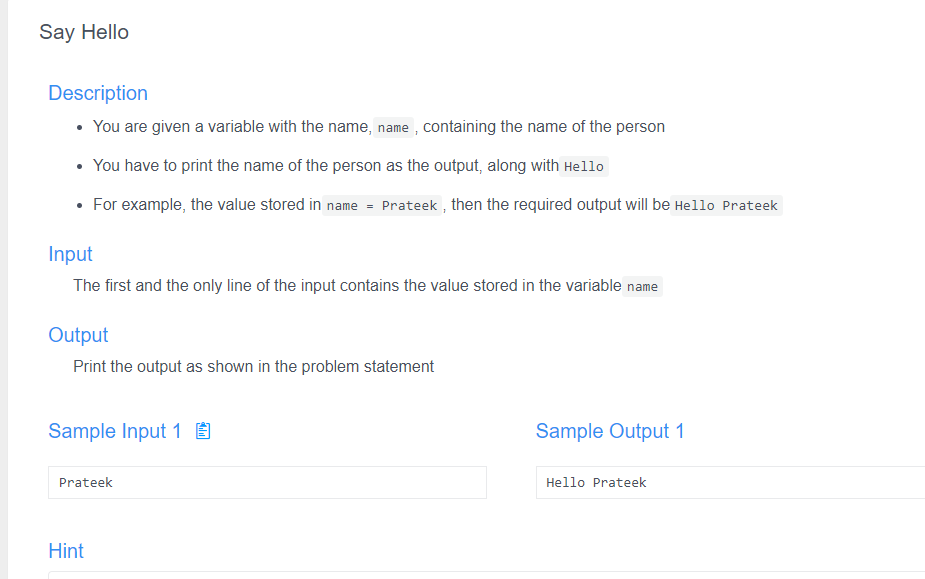 Say Hello
Description
You are given a variable with the name, name , containing the name of the person
You have to print the name of the person as the output, along with Hello
For example, the value stored in name = Prateek , then the required output will be Hello Prateek
Input
The first and the only line of the input contains the value stored in the variable name
Output
Print the output as shown in the problem statement
Sample Input 1
Sample Output 1
Prateek
Hello Prateek
Hint